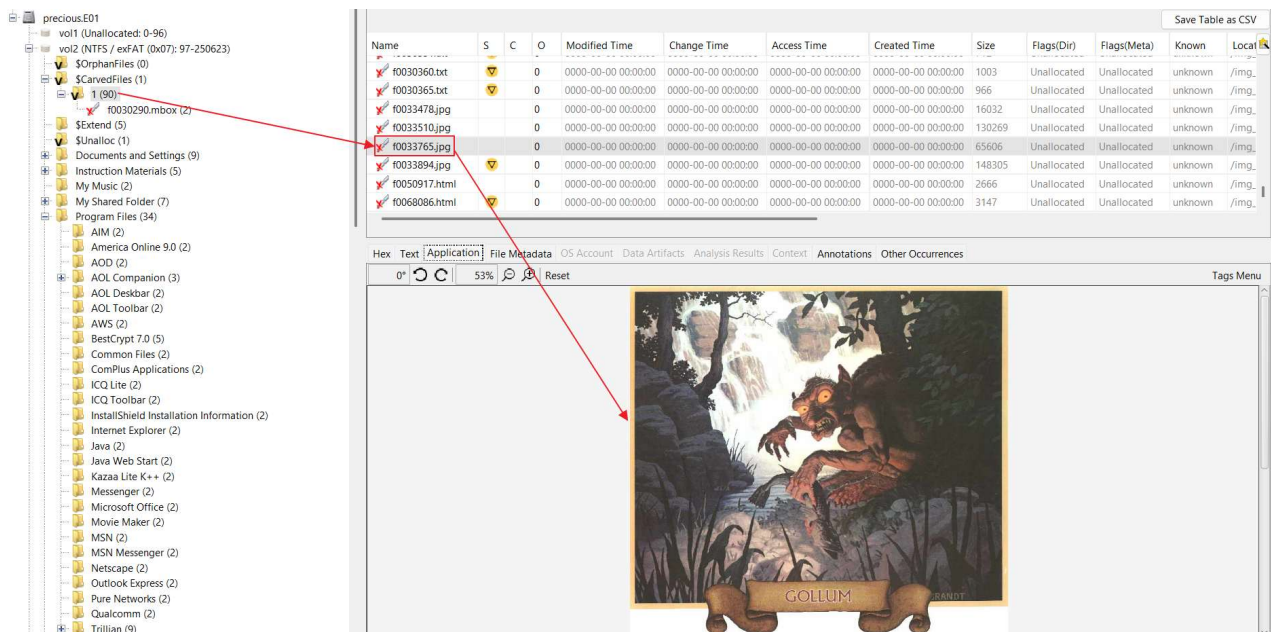 precious.E01
vol1 (Unallocated: 0-96)
vol2 (NTFS / exFAT (0x07): 97-250623)
$OrphanFiles (0)
$CarvedFiles (1)
1 (90)
f0030290.mbox (2)
$Extend (5)
$Unalloc (1)
Documents and Settings (9)
Instruction Materials (5)
My Music (2)
My Shared Folder (7)
Program Files (34)
AIM (2)
America Online 9.0 (2)
AOD (2)
AOL Companion (3)
AOL Deskbar (2)
AOL Toolbar (2)
AWS (2)
BestCrypt 7.0 (5)
Common Files (2)
ComPlus Applications (2)
ICQ Lite (2)
ICQ Toolbar (2)
InstallShield Installation Information (2)
Internet Explorer (2)
Java (2)
Java Web Start (2)
Kazaa Lite K++ (2)
Messenger (2)
Microsoft Office (2)
Movie Maker (2)
MSN (2)
MSN Messenger (2)
Netscape (2)
Outlook Express (2)
Pure Networks (2)
Qualcomm (2)
Trillian (9)
Save Table as CSV
Name S C O Modified Time Change Time Access Time Created Time Size Flags(Dir) Flags(Meta) Known Locat
f0030360.txt 0 0000-00-00 00:00:00 0000-00-00 00:00:00 0000-00-00 00:00:00 0000-00-00 00:00:00 1003 Unallocated Unallocated unknown /img_
f0030365.txt 0 0000-00-00 00:00:00 0000-00-00 00:00:00 0000-00-00 00:00:00 0000-00-00 00:00:00 966 Unallocated Unallocated unknown /img_
f0033478.jpg 0 0000-00-00 00:00:00 0000-00-00 00:00:00 0000-00-00 00:00:00 0000-00-00 00:00:00 16032 Unallocated Unallocated unknown /img_
f0033510.jpg 0 0000-00-00 00:00:00 0000-00-00 00:00:00 0000-00-00 00:00:00 0000-00-00 00:00:00 130269 Unallocated Unallocated unknown /img_
f0033765.jpg 0 0000-00-00 00:00:00 0000-00-00 00:00:00 0000-00-00 00:00:00 0000-00-00 00:00:00 65606 Unallocated Unallocated unknown /img_
f0033894.jpg 0 0000-00-00 00:00:00 0000-00-00 00:00:00 0000-00-00 00:00:00 0000-00-00 00:00:00 148305 Unallocated Unallocated unknown /img_
f0050917.html 0 0000-00-00 00:00:00 0000-00-00 00:00:00 0000-00-00 00:00:00 0000-00-00 00:00:00 2666 Unallocated Unallocated unknown /img_
f0068086.html 0 0000-00-00 00:00:00 0000-00-00 00:00:00 0000-00-00 00:00:00 0000-00-00 00:00:00 3147 Unallocated Unallocated unknown /img_
Hex Text Application File Metadata OS Account Data Artifacts Analysis Results Context Annotations Other Occurrences
0° 53% Reset Tags Menu
GOLLUM